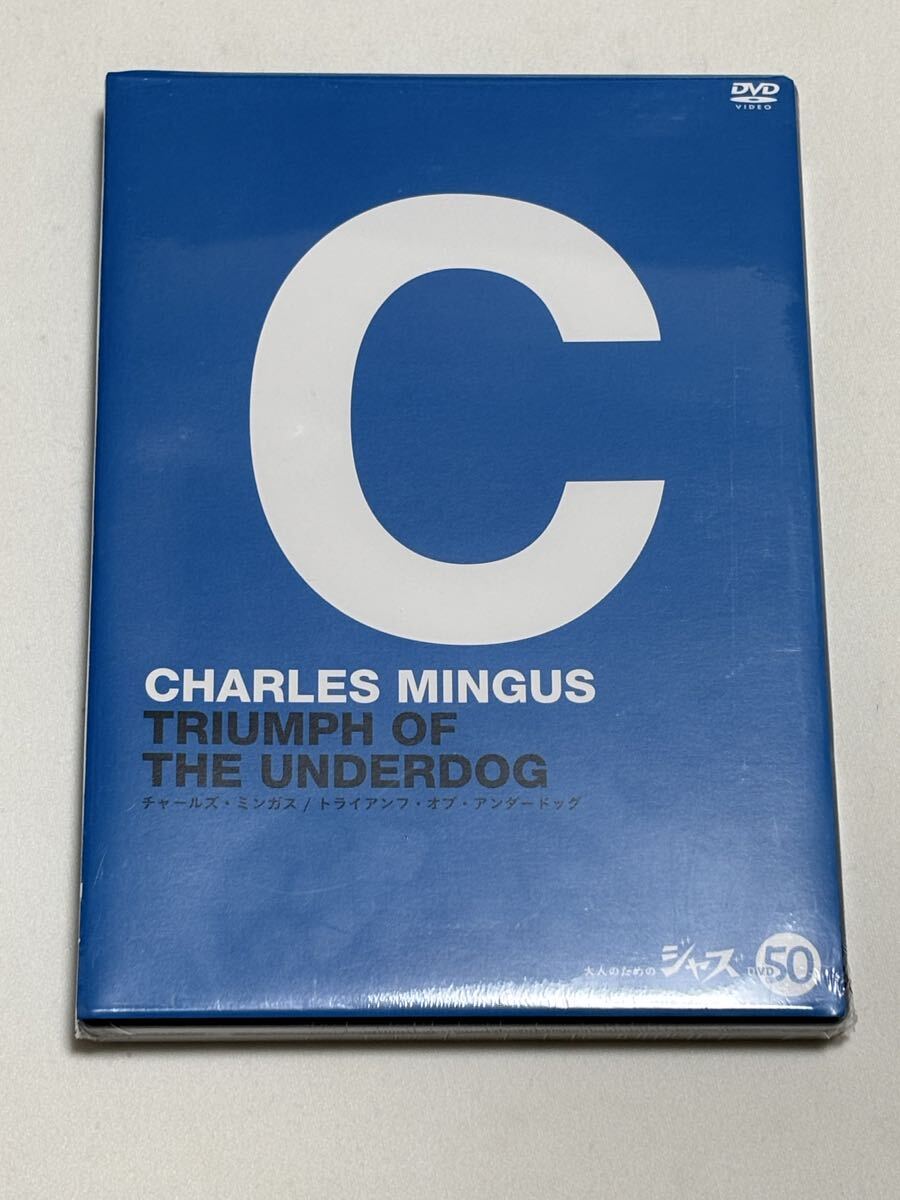 DVD
VIDEO
C
CHARLES MINGUS
TRIUMPH OF
THE UNDERDOG
チャールズ・ミンガス / トライアンフ・オブ・アンダードッグ
大人のための ジャズ DVD 50